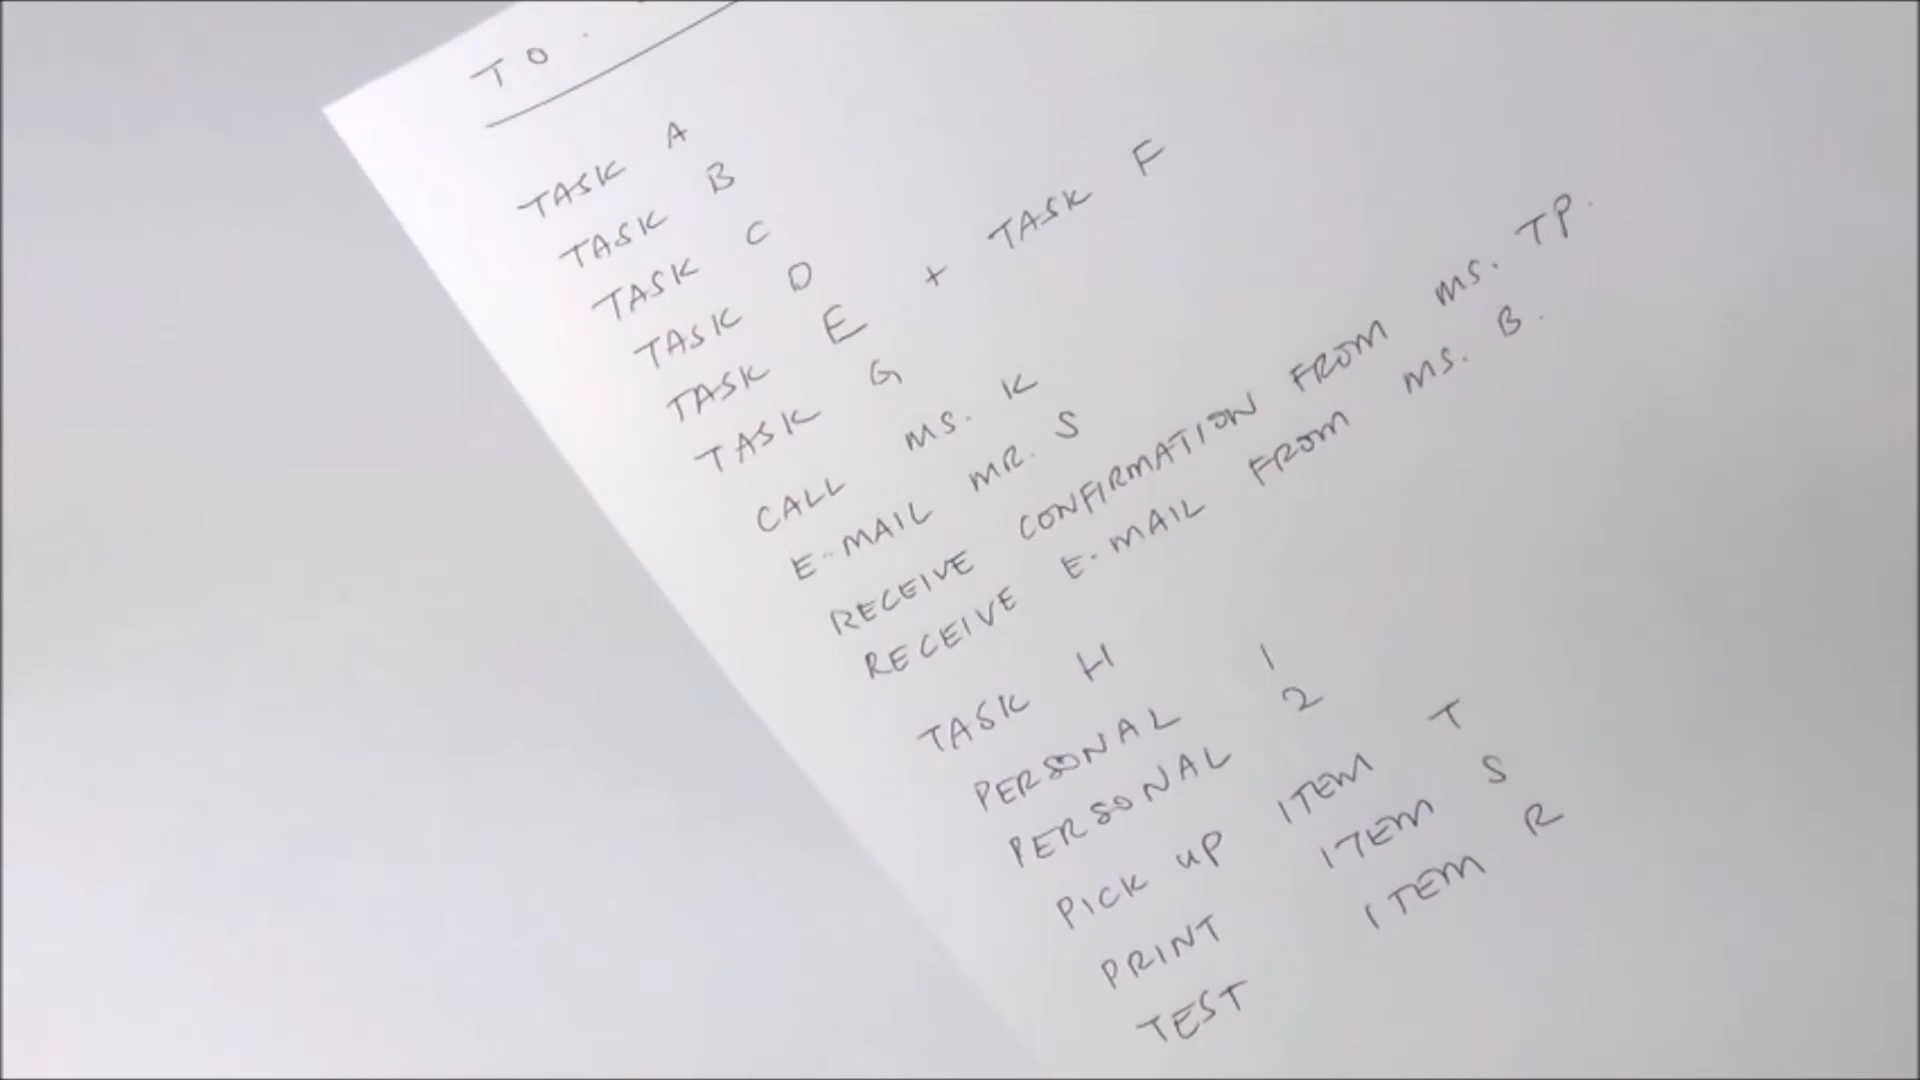 TO
TASK A
TASK B
TASK C
TASK D
TASK E + TASK F
TASK G
CALL MS. K
E-MAIL MR. S
RECEIVE CONFIRMATION FROM MS. TP.
RECEIVE E-MAIL FROM MS. B.
TASK H
PERSONAL 1
PERSONAL 2
PICK UP ITEM T
PRINT ITEM S
TEST ITEM R